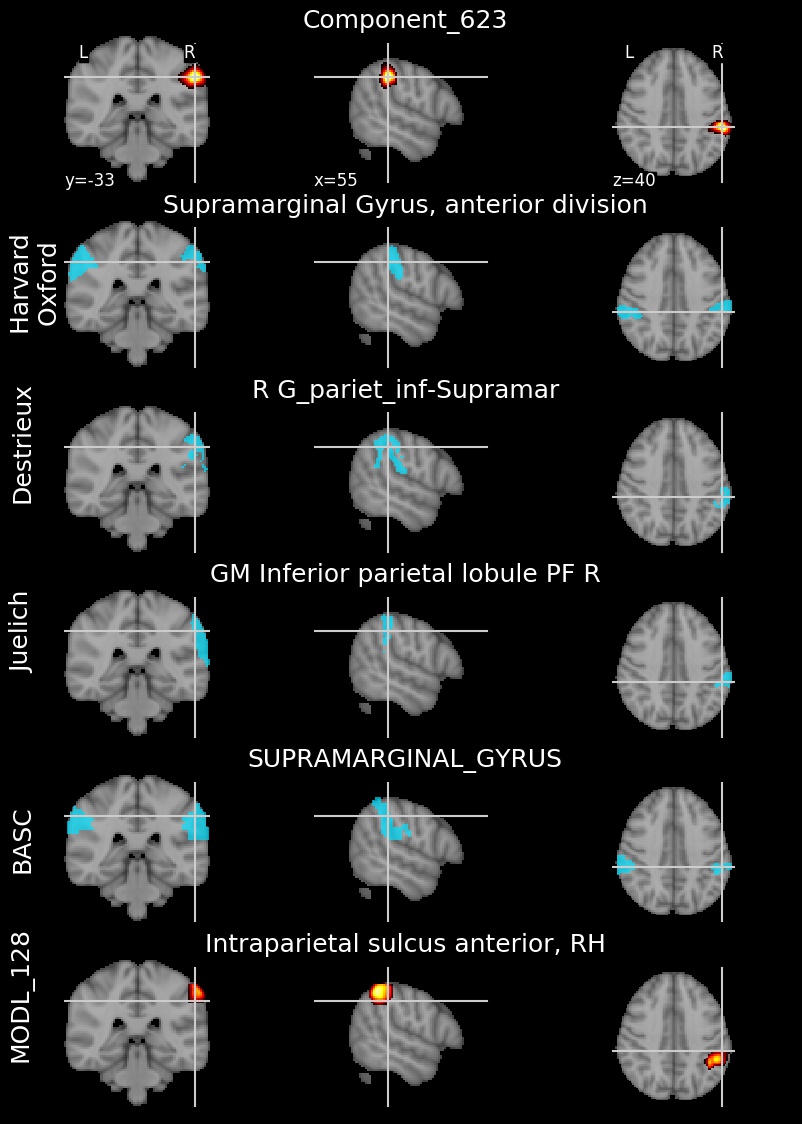 Component_623
L
R
L
R
y=-33
x=55
z=40
Supramarginal Gyrus, anterior division
Harvard
Oxford
R G_pariet_inf-Supramar
Destrieux
GM Inferior parietal lobule PF R
Juelich
SUPRAMARGINAL_GYRUS
BASC
Intraparietal sulcus anterior, RH
MODL_128